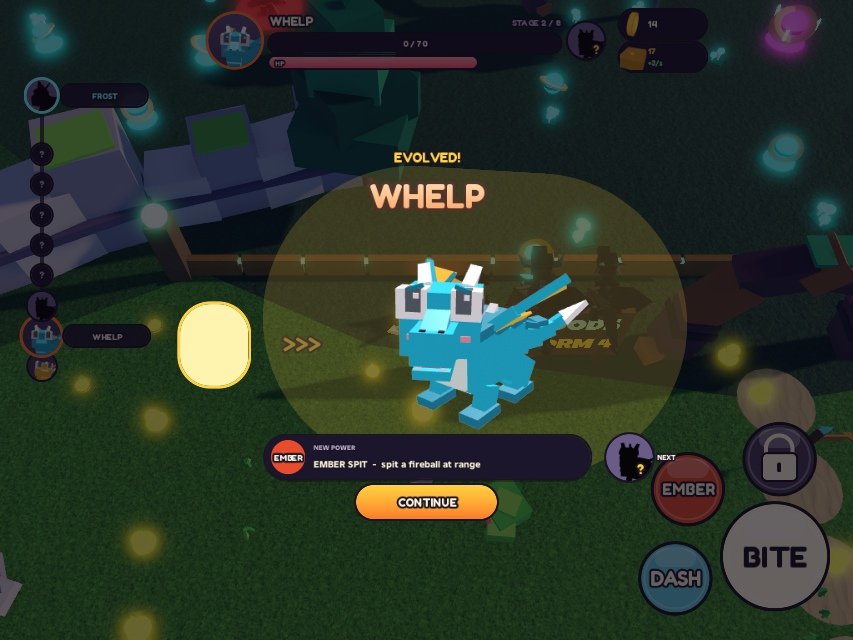 WHELP
STAGE 2 / 8
0 / 70
HP
?
14
17
+3/s
FROST
?
?
?
?
?
WHELP
EVOLVED!
WHELP
EMBER
NEW POWER
EMBER SPIT - spit a fireball at range
?
NEXT
CONTINUE
EMBER
BITE
DASH